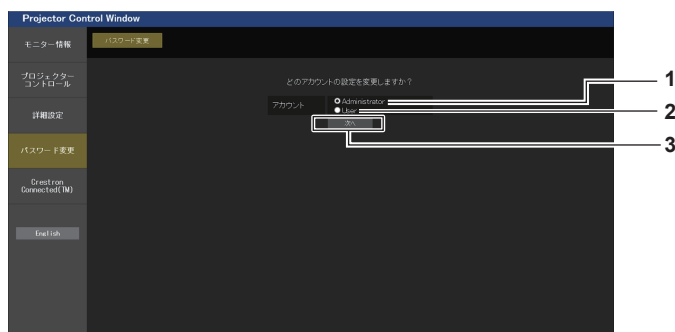 Projector Control Window
モニター情報
パスワード変更
プロジェクター
コントロール
どのアカウントの設定を変更しますか?
アカウント
Administrator
1
User
2
次へ
3
詳細設定
パスワード変更
Crestron
Connected(TM)
English